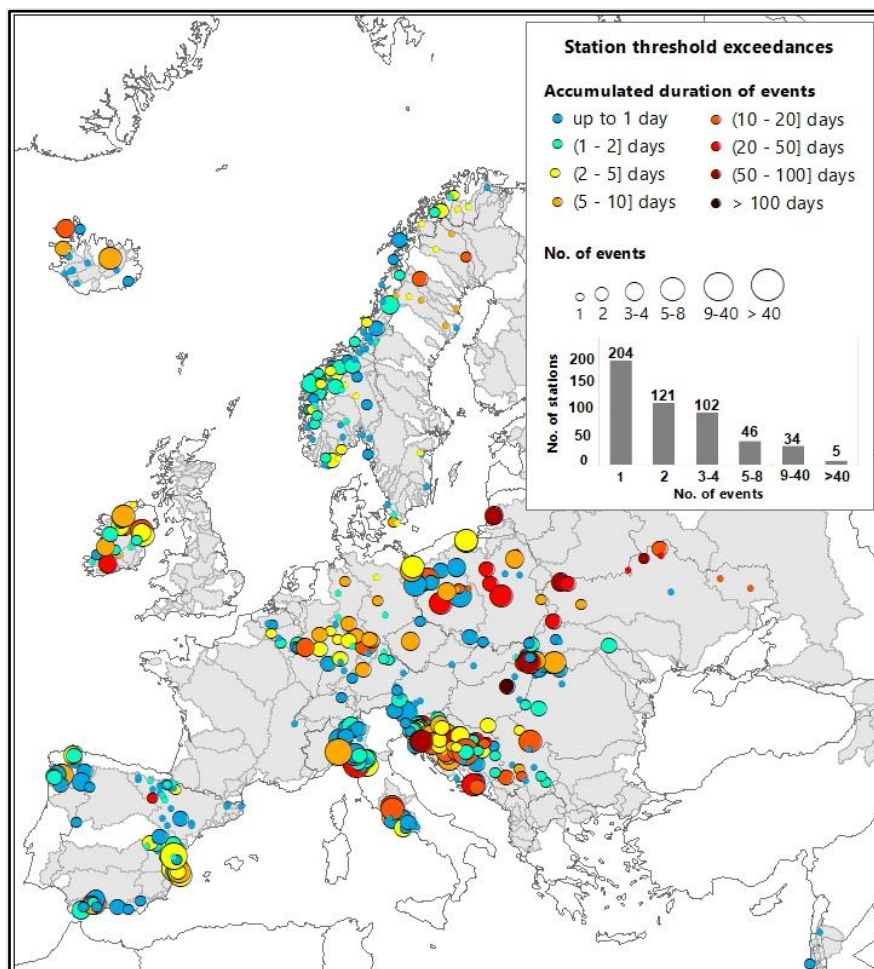 Station threshold exceedances
Accumulated duration of events
up to 1 day
(1 - 2] days
(2 - 5] days
(5 - 10] days
(10 - 20] days
(20 - 50] days
(50 - 100] days
> 100 days
No. of events
1 2 3-4 5-8 9-40 > 40
No. of stations
200
150
100
50
0
204
121
102
46
34
5
1 2 3-4 5-8 9-40 >40
No. of events